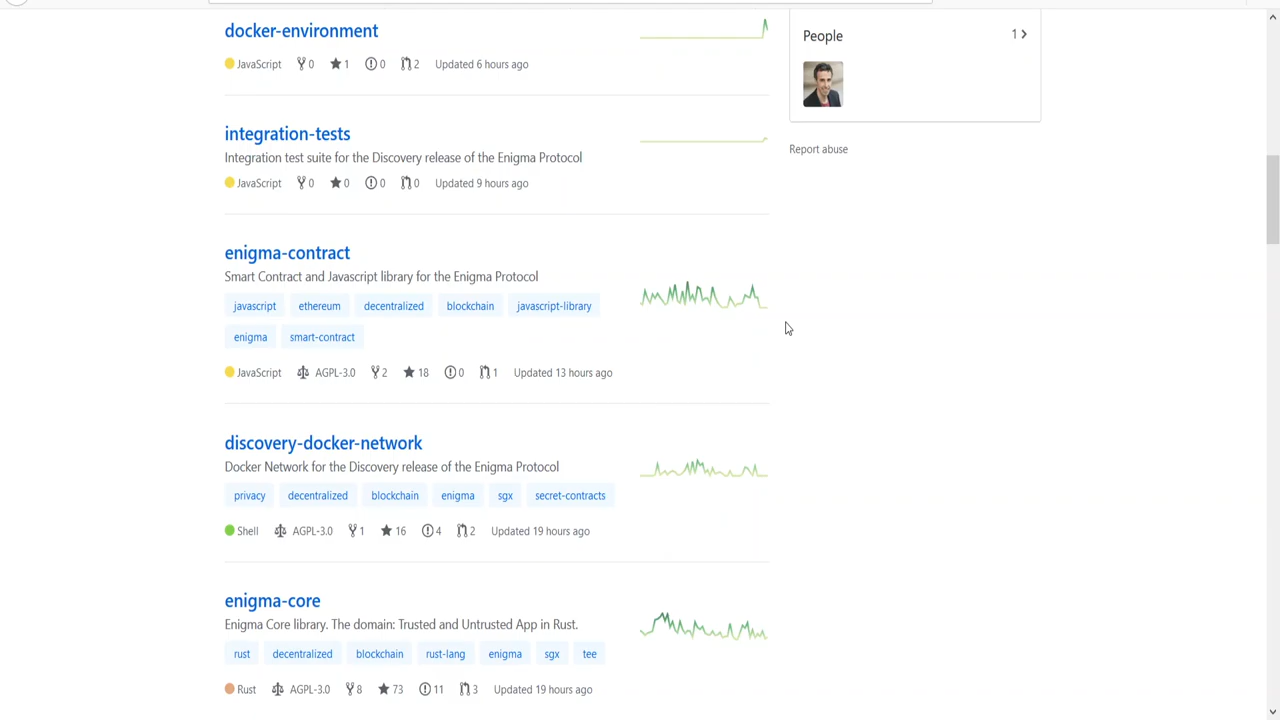 docker-environment
JavaScript 0 1 0 2 Updated 6 hours ago
People 1
integration-tests
Integration test suite for the Discovery release of the Enigma Protocol
JavaScript 0 0 0 0 Updated 9 hours ago
Report abuse
enigma-contract
Smart Contract and Javascript library for the Enigma Protocol
javascript ethereum decentralized blockchain javascript-library
enigma smart-contract
JavaScript AGPL-3.0 2 18 0 1 Updated 13 hours ago
discovery-docker-network
Docker Network for the Discovery release of the Enigma Protocol
privacy decentralized blockchain enigma sgx secret-contracts
Shell AGPL-3.0 1 16 4 2 Updated 19 hours ago
enigma-core
Enigma Core library. The domain: Trusted and Untrusted App in Rust.
rust decentralized blockchain rust-lang enigma sgx tee
Rust AGPL-3.0 8 73 11 3 Updated 19 hours ago